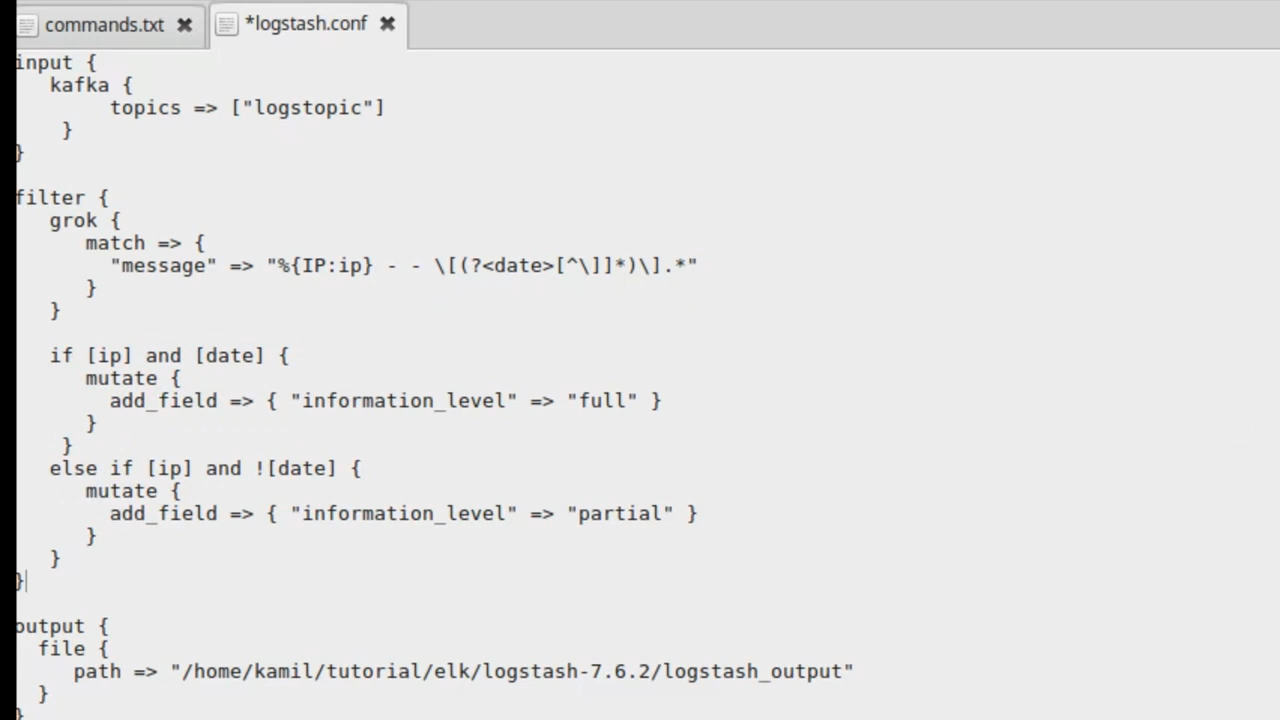 commands.txt ✖ *logstash.conf ✖
input {
   kafka {
        topics => ["logstopic"]
    }
}

filter {
   grok {
      match => {
        "message" => "%{IP:ip} - - \[(?<date>[^\]]*)\].*"
      }
   }

   if [ip] and [date] {
      mutate {
        add_field => { "information_level" => "full" }
      }
    }
   else if [ip] and ![date] {
      mutate {
        add_field => { "information_level" => "partial" }
      }
   }
}

output {
  file {
     path => "/home/kamil/tutorial/elk/logstash-7.6.2/logstash_output"
  }
}